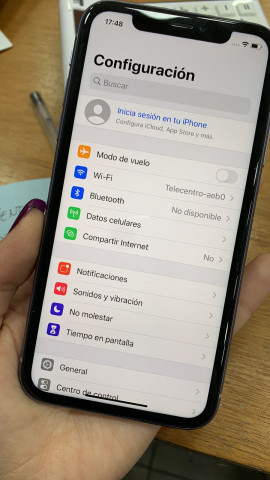 17:48
Configuración
Buscar
Inicia sesión en tu iPhone
Configura iCloud, App Store y más.
Modo de vuelo
Wi-Fi
Telecentro-aeb0
Bluetooth
No disponible
Datos celulares
Compartir Internet
No
Notificaciones
Sonidos y vibración
No molestar
Tiempo en pantalla
General
Centro de control